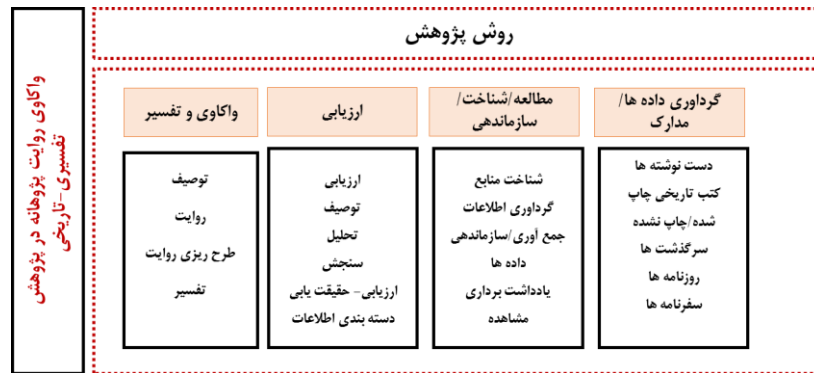 روش پژوهش
گرداوری داده ها/
مدارک
دست نوشته ها
کتب تاریخی چاپ
شده/چاپ نشده
سرگذشت ها
روزنامه ها
سفرنامه ها
مطالعه/شناخت/
سازماندهی
شناخت منابع
گرداوری اطلاعات
جمع آوری/سازماندهی
داده ها
یادداشت برداری
مشاهده
ارزیابی
ارزیابی
توصیف
تحلیل
سنجش
ارزیابی- حقیقت یابی
دسته بندی اطلاعات
واکاوی و تفسیر
توصیف
روایت
طرح ریزی روایت
تفسیر
واکاوی روایت پژوهانه در پژوهش
تفسیری-تاریخی